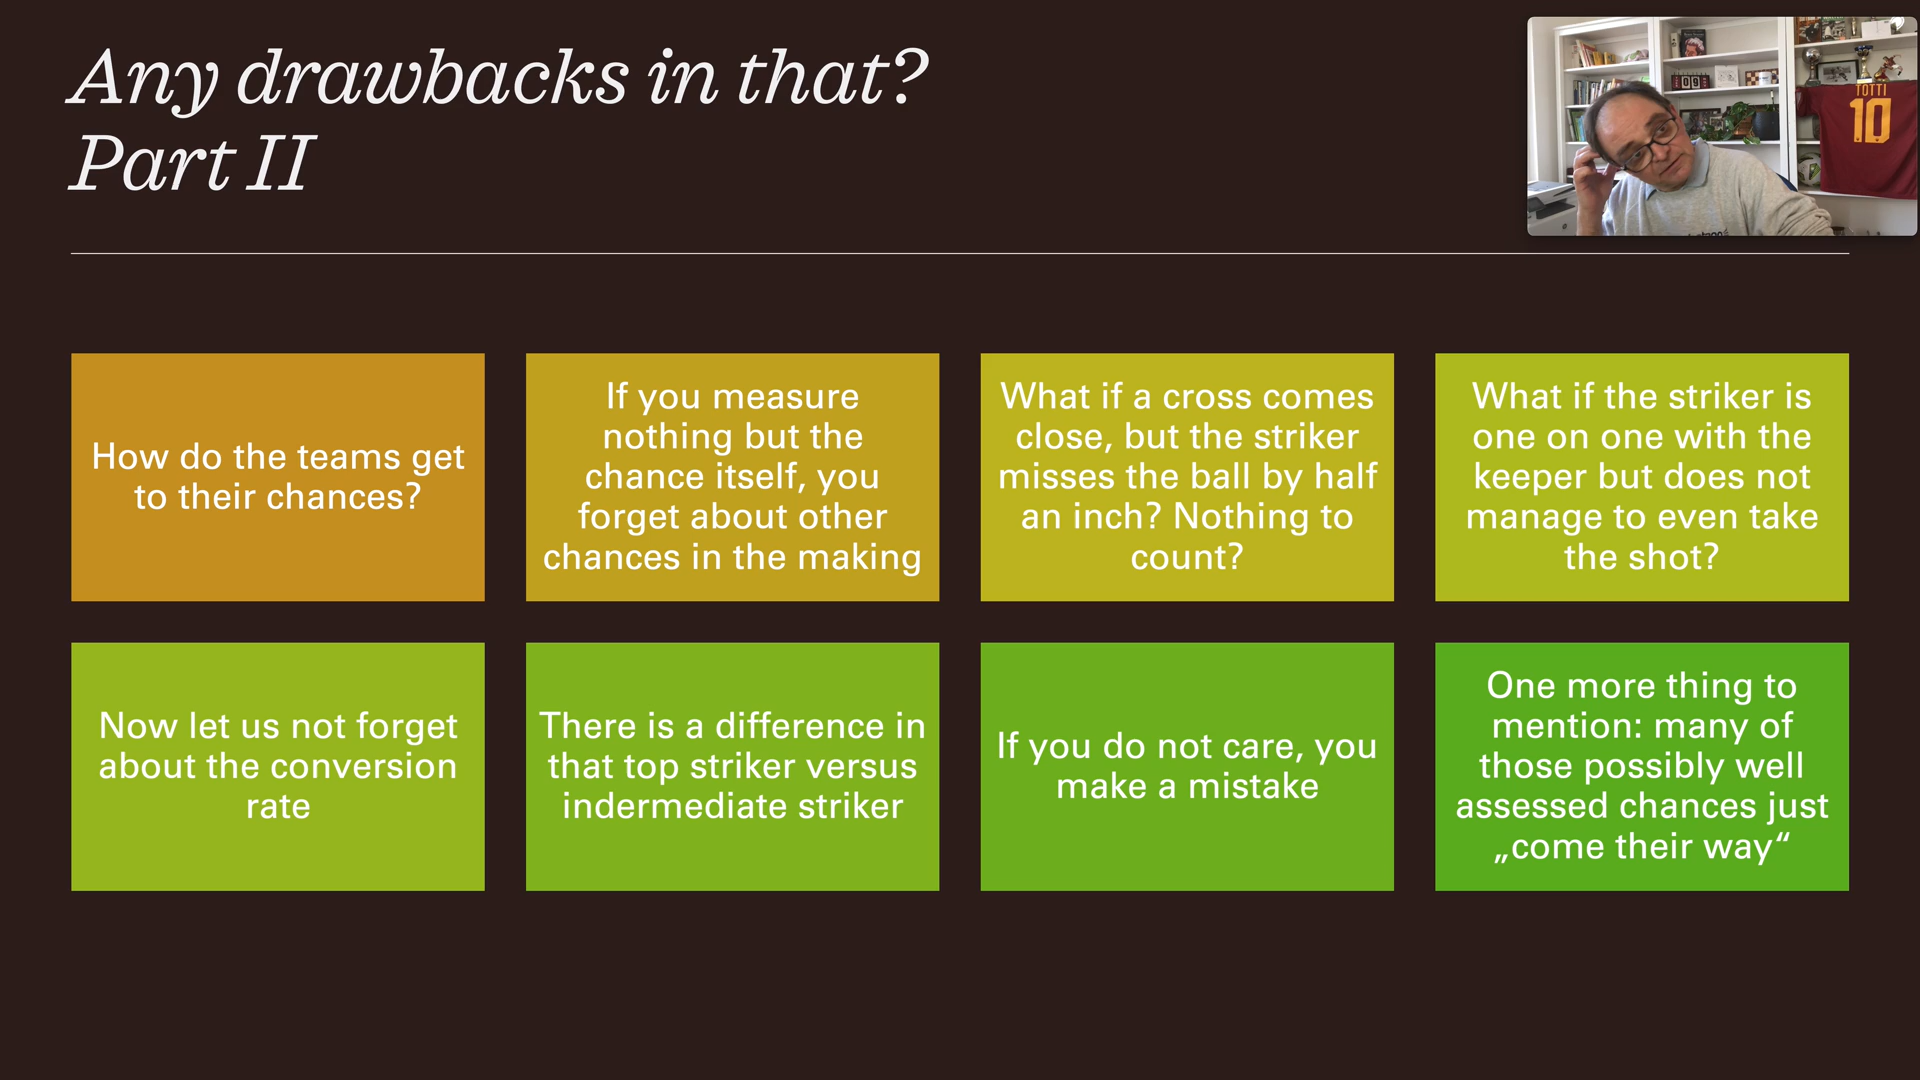 Any drawbacks in that?
Part II
TOTTI
10
How do the teams get
to their chances?
If you measure
nothing but the
chance itself, you
forget about other
chances in the making
What if a cross comes
close, but the striker
misses the ball by half
an inch? Nothing to
count?
What if the striker is
one on one with the
keeper but does not
manage to even take
the shot?
Now let us not forget
about the conversion
rate
There is a difference in
that top striker versus
indermediate striker
If you do not care, you
make a mistake
One more thing to
mention: many of
those possibly well
assessed chances just
„come their way“